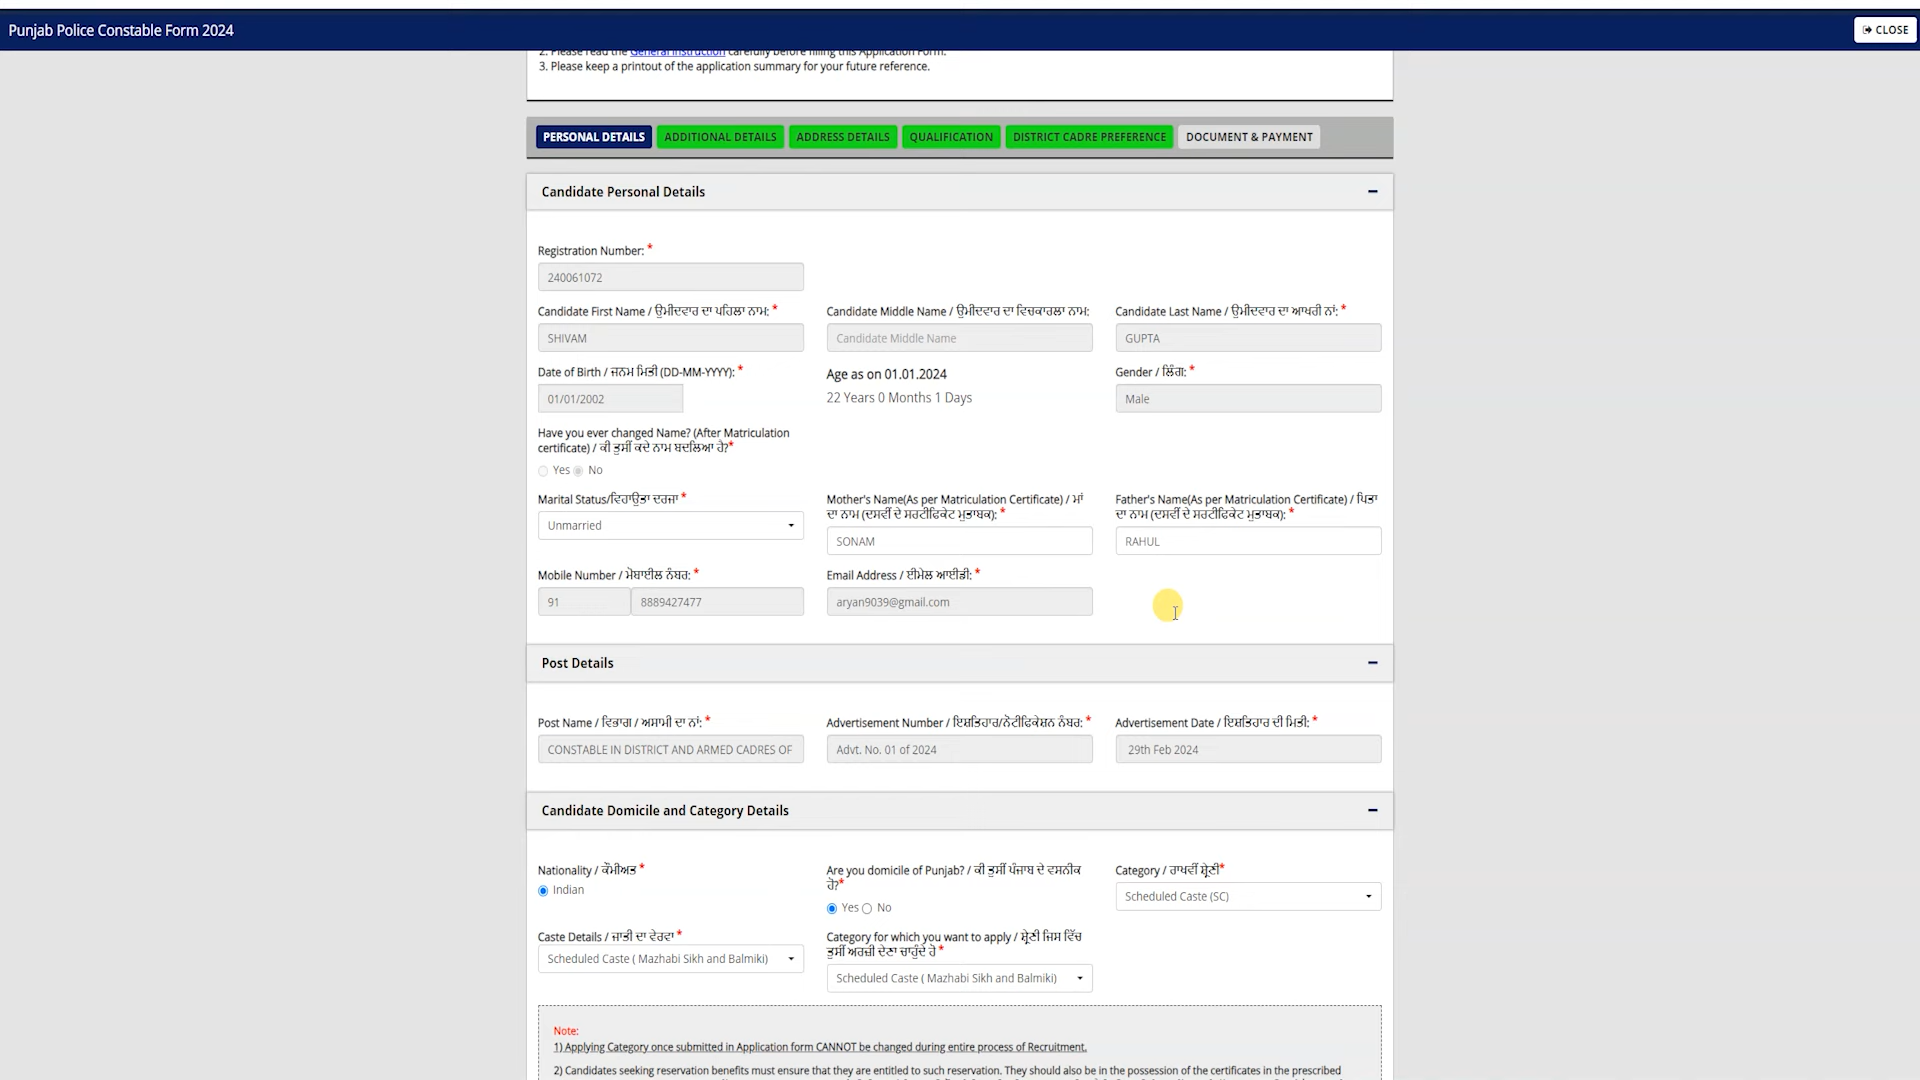 Punjab Police Constable Form 2024
CLOSE
2. Please read the General Instruction carefully before filling this Application Form.
3. Please keep a printout of the application summary for your future reference.
PERSONAL DETAILS ADDITIONAL DETAILS ADDRESS DETAILS QUALIFICATION DISTRICT CADRE PREFERENCE DOCUMENT & PAYMENT
Candidate Personal Details
Registration Number: *
240061072
Candidate First Name / ਉਮੀਦਵਾਰ ਦਾ ਪਹਿਲਾ ਨਾਮ: * Candidate Middle Name / ਉਮੀਦਵਾਰ ਦਾ ਵਿਚਕਾਰਲਾ ਨਾਮ: Candidate Last Name / ਉਮੀਦਵਾਰ ਦਾ ਆਖਰੀ ਨਾਂ: *
SHIVAM Candidate Middle Name GUPTA
Date of Birth / ਜਨਮ ਮਿਤੀ (DD-MM-YYYY): * Age as on 01.01.2024 Gender / ਲਿੰਗ: *
01/01/2002 22 Years 0 Months 1 Days Male
Have you ever changed Name? (After Matriculation
certificate) / ਕੀ ਤੁਸੀਂ ਕਦੇ ਨਾਮ ਬਦਲਿਆ ਹੈ?*
Yes No
Marital Status/ਵਿਹਾਉਤਾ ਦਰਜਾ * Mother's Name(As per Matriculation Certificate) / ਮਾਂ Father's Name(As per Matriculation Certificate) / ਪਿਤਾ
ਦਾ ਨਾਮ (ਦਸਵੀਂ ਦੇ ਸਰਟੀਫਿਕੇਟ ਮੁਤਾਬਕ): * ਦਾ ਨਾਮ (ਦਸਵੀਂ ਦੇ ਸਰਟੀਫਿਕੇਟ ਮੁਤਾਬਕ): *
Unmarried SONAM RAHUL
Mobile Number / ਮੋਬਾਈਲ ਨੰਬਰ: * Email Address / ਈਮੇਲ ਆਈਡੀ: *
91 8889427477 aryan9039@gmail.com
Post Details
Post Name / ਵਿਭਾਗ / ਅਸਾਮੀ ਦਾ ਨਾਂ: * Advertisement Number / ਇਸ਼ਤਿਹਾਰ/ਨੋਟੀਫਿਕੇਸ਼ਨ ਨੰਬਰ: * Advertisement Date / ਇਸ਼ਤਿਹਾਰ ਦੀ ਮਿਤੀ: *
CONSTABLE IN DISTRICT AND ARMED CADRES OF Advt. No. 01 of 2024 29th Feb 2024
Candidate Domicile and Category Details
Nationality / ਕੌਮੀਅਤ * Are you domicile of Punjab? / ਕੀ ਤੁਸੀਂ ਪੰਜਾਬ ਦੇ ਵਸਨੀਕ Category / ਰਾਖਵੀਂ ਸ਼੍ਰੇਣੀ*
ਹੋ?*
Indian Yes No Scheduled Caste (SC)
Caste Details / ਜਾਤੀ ਦਾ ਵੇਰਵਾ * Category for which you want to apply / ਸ਼੍ਰੇਣੀ ਜਿਸ ਵਿੱਚ
ਤੁਸੀਂ ਅਰਜ਼ੀ ਦੇਣਾ ਚਾਹੁੰਦੇ ਹੋ *
Scheduled Caste ( Mazhabi Sikh and Balmiki) Scheduled Caste ( Mazhabi Sikh and Balmiki)
Note:
1) Applying Category once submitted in Application form CANNOT be changed during entire process of Recruitment.
2) Candidates seeking reservation benefits must ensure that they are entitled to such reservation. They should also be in the possession of the certificates in the prescribed